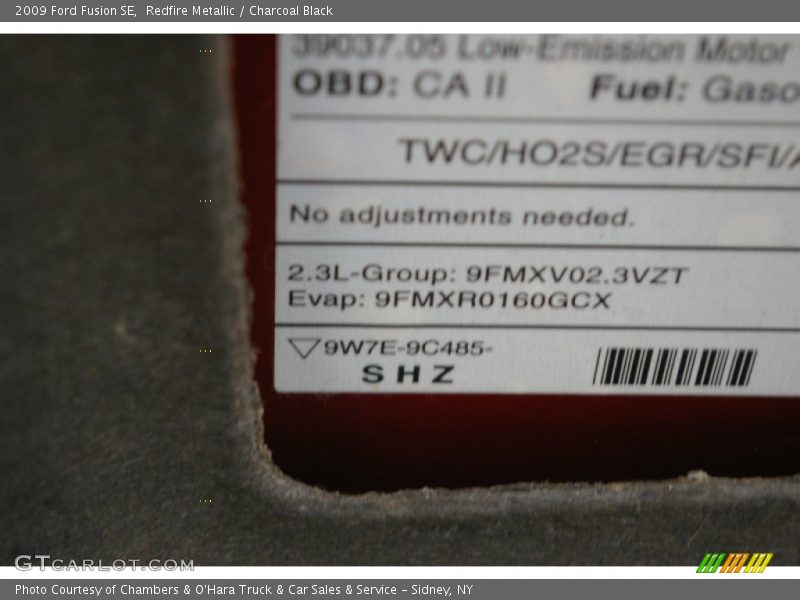 2009 Ford Fusion SE, Redfire Metallic / Charcoal Black
39037.05 Low-Emission Motor
OBD: CA II Fuel: Gaso
TWC/HO2S/EGR/SFI/A
No adjustments needed.
2.3L-Group: 9FMXV02.3VZT
Evap: 9FMXR0160GCX
▽9W7E-9C485-
SHZ
GTCARLOT.COM
Photo Courtesy of Chambers & O'Hara Truck & Car Sales & Service - Sidney, NY